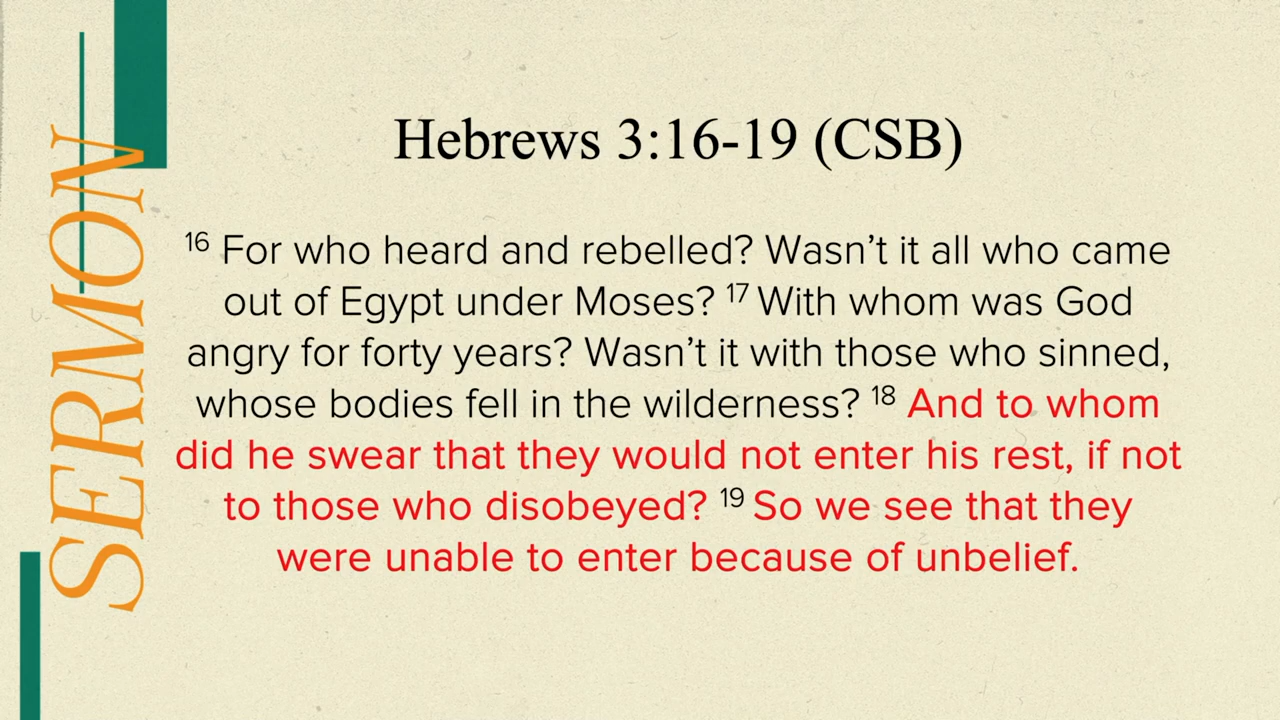 SERMON
Hebrews 3:16-19 (CSB)
16 For who heard and rebelled? Wasn’t it all who came
out of Egypt under Moses? 17 With whom was God
angry for forty years? Wasn’t it with those who sinned,
whose bodies fell in the wilderness? 18 And to whom
did he swear that they would not enter his rest, if not
to those who disobeyed? 19 So we see that they
were unable to enter because of unbelief.